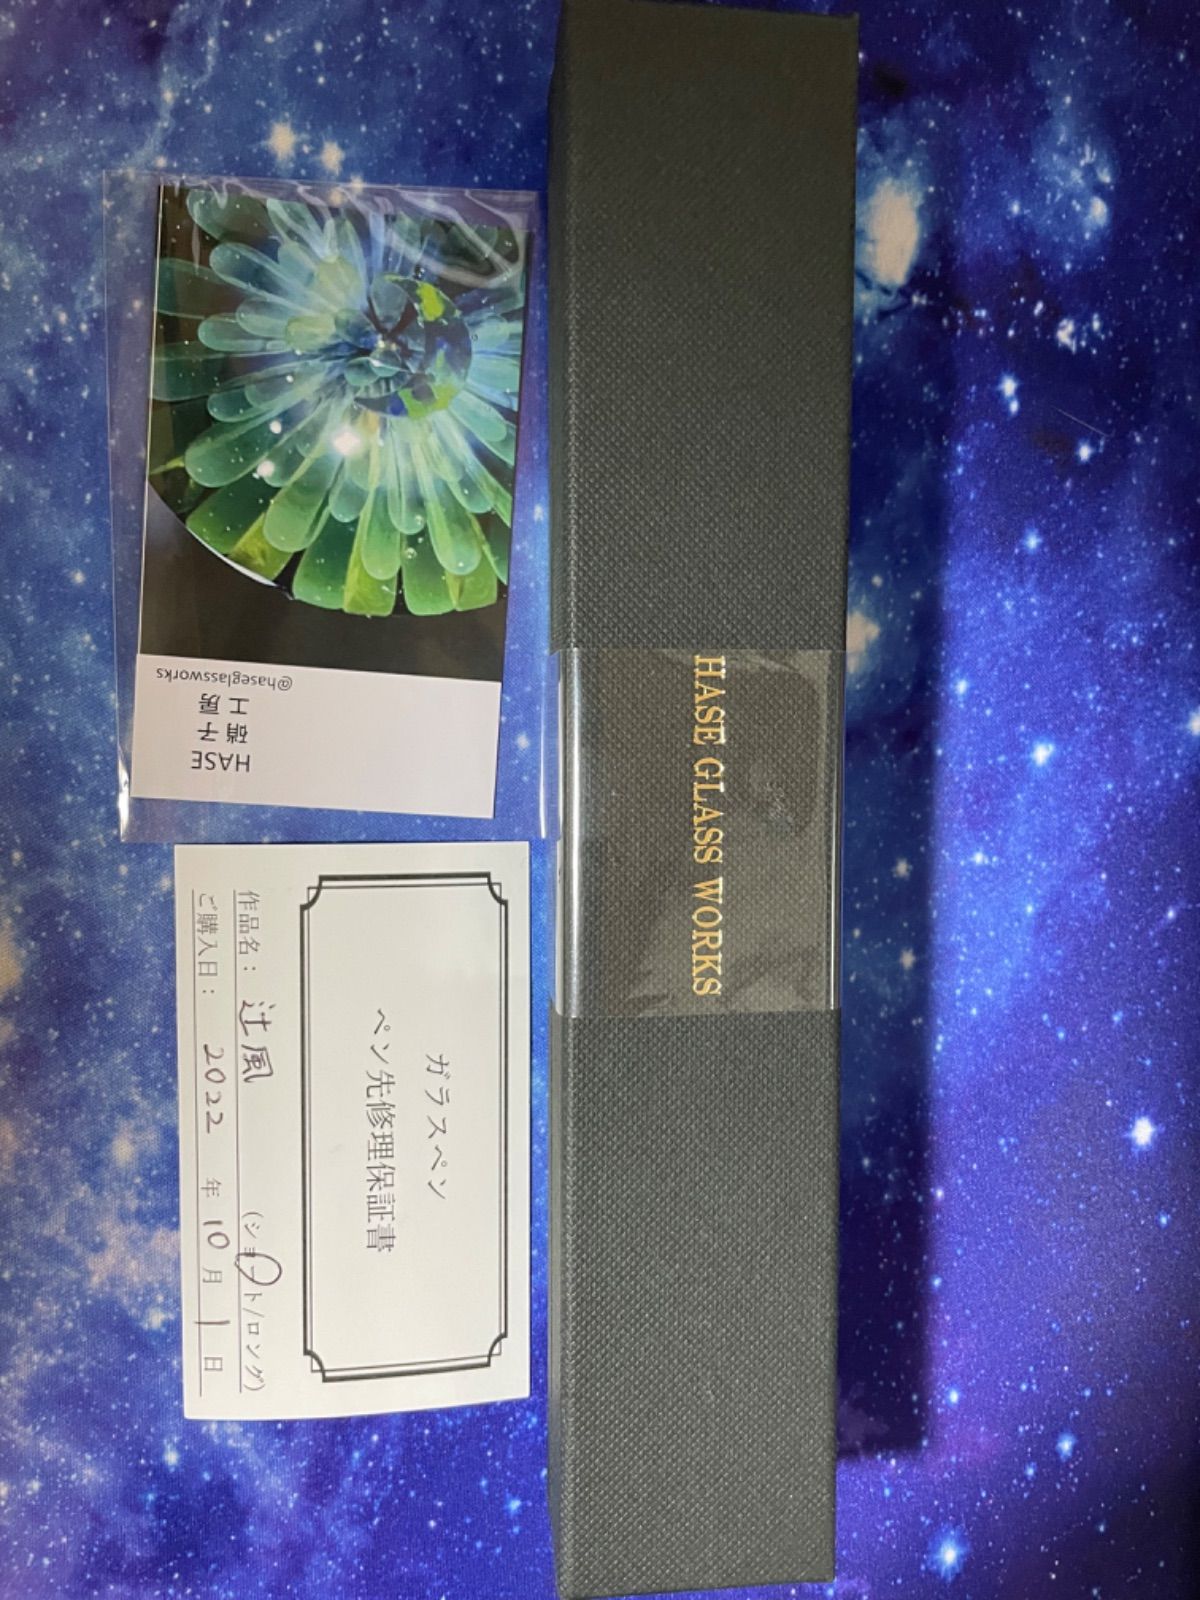 HASE
硝子
工房
@haseglassworks
HASE GLASS WORKS
ガラスペン
ペン先修理保証書
作品名： 辻風 (ショート/ロング)
ご購入日： 2022 年 10 月 1 日